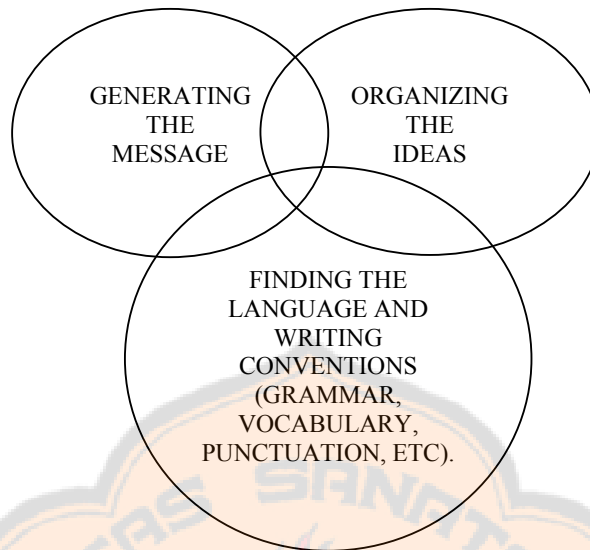 GENERATING
THE
MESSAGE
ORGANIZING
THE
IDEAS
FINDING THE
LANGUAGE AND
WRITING
CONVENTIONS
(GRAMMAR,
VOCABULARY,
PUNCTUATION, ETC).